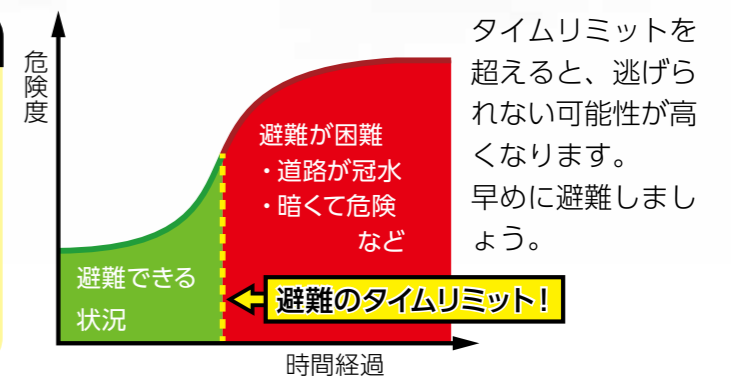 危険度
避難が困難
・道路が冠水
・暗くて危険
など
避難できる
状況
避難のタイムリミット!
時間経過
タイムリミットを
超えると、逃げら
れない可能性が高
くなります。
早めに避難しまし
ょう。